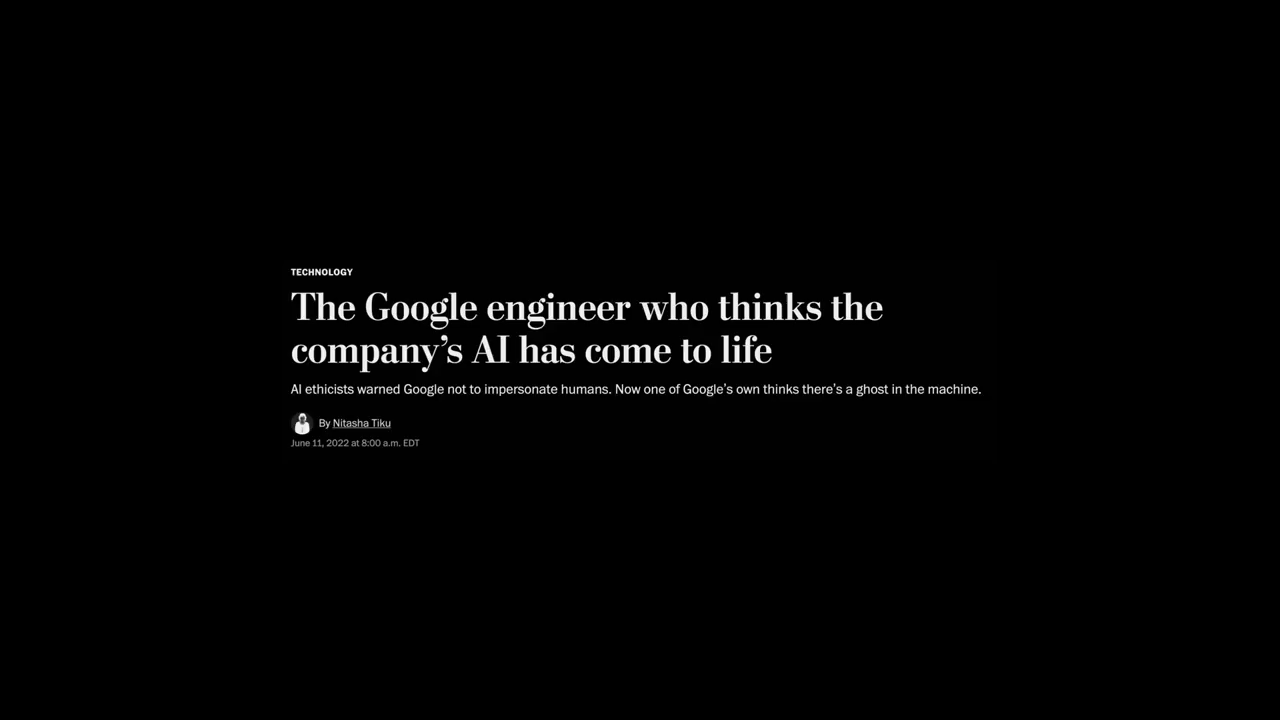 TECHNOLOGY
The Google engineer who thinks the
company’s AI has come to life
AI ethicists warned Google not to impersonate humans. Now one of Google’s own thinks there’s a ghost in the machine.
By Nitasha Tiku
June 11, 2022 at 8:00 a.m. EDT